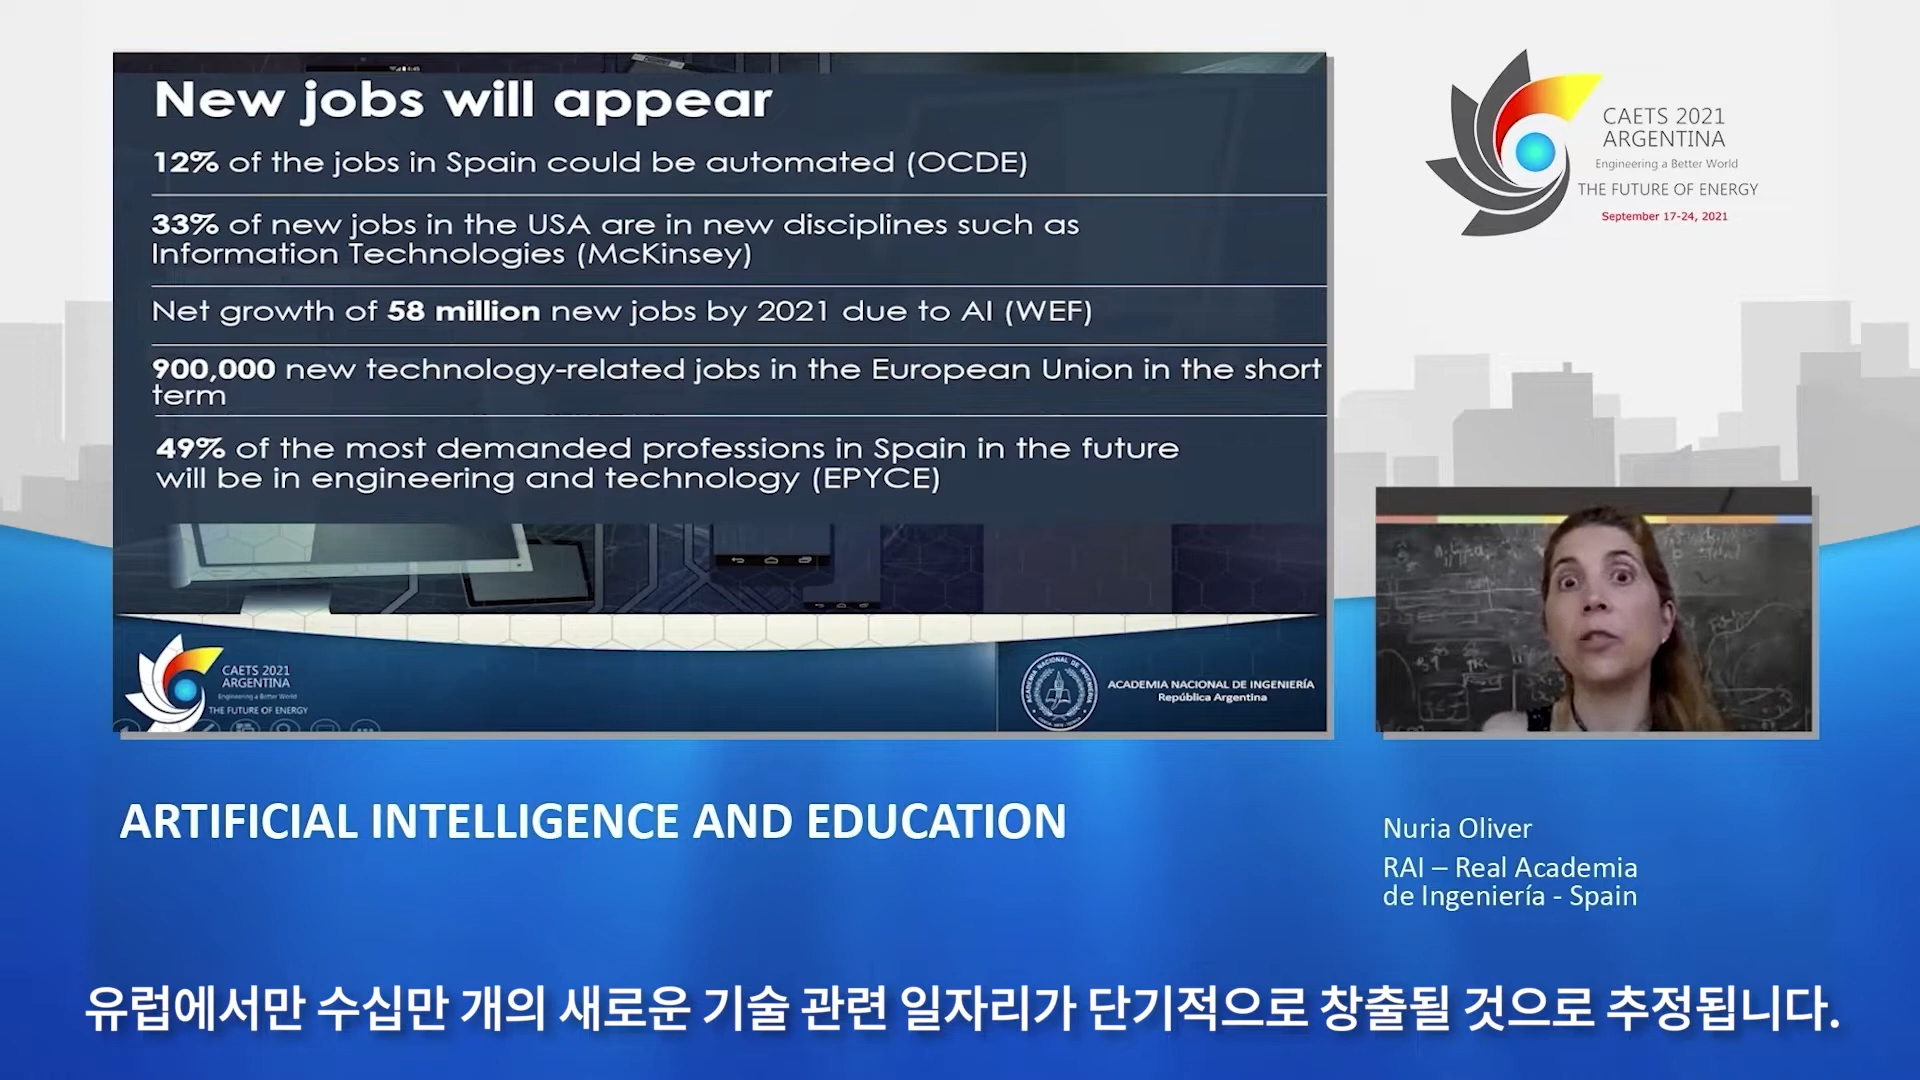 New jobs will appear
12% of the jobs in Spain could be automated (OCDE)
33% of new jobs in the USA are in new disciplines such as
Information Technologies (McKinsey)
Net growth of 58 million new jobs by 2021 due to AI (WEF)
900,000 new technology-related jobs in the European Union in the short
term
49% of the most demanded professions in Spain in the future
will be in engineering and technology (EPYCE)
CAETS 2021
ARGENTINA
Engineering a Better World
THE FUTURE OF ENERGY
ACADEMIA NACIONAL DE INGENIERÍA
República Argentina
CAETS 2021
ARGENTINA
Engineering a Better World
THE FUTURE OF ENERGY
September 17-24, 2021
ARTIFICIAL INTELLIGENCE AND EDUCATION
Nuria Oliver
RAI – Real Academia
de Ingeniería - Spain
유럽에서만 수십만 개의 새로운 기술 관련 일자리가 단기적으로 창출될 것으로 추정됩니다.